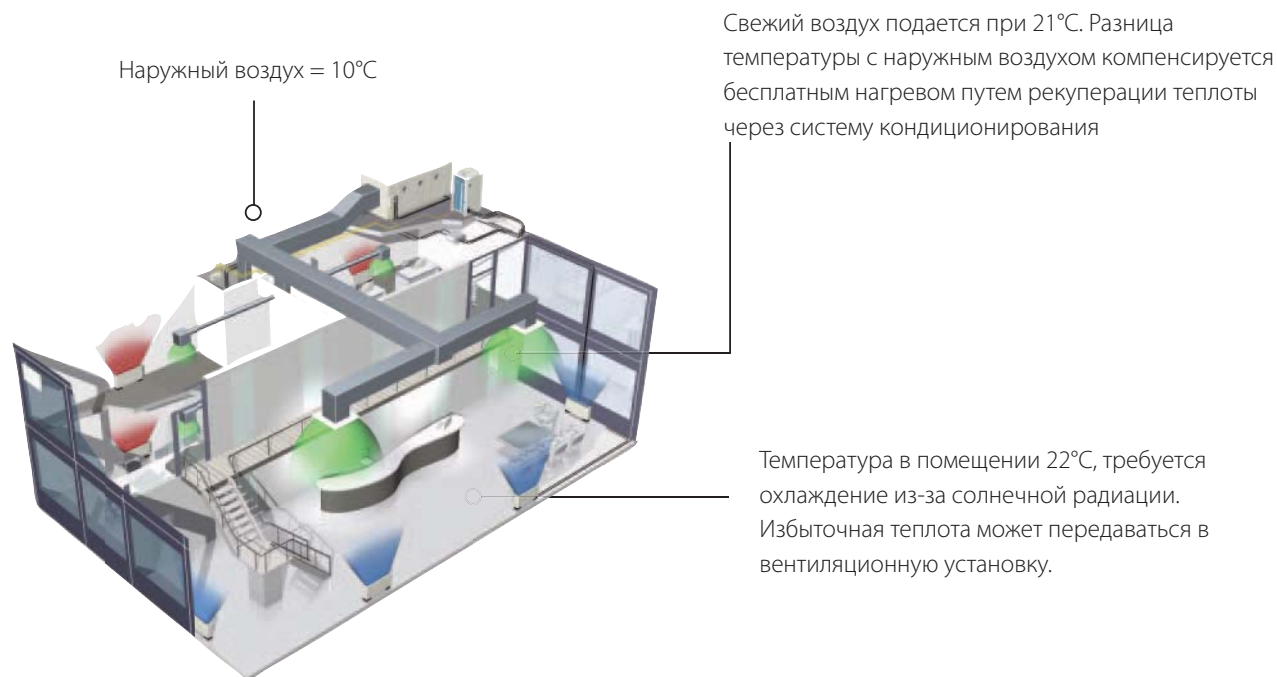 Свежий воздух подается при 21°C. Разница
температуры с наружным воздухом компенсируется
бесплатным нагревом путем рекуперации теплоты
через систему кондиционирования
Наружный воздух = 10°C
Температура в помещении 22°C, требуется
охлаждение из-за солнечной радиации.
Избыточная теплота может передаваться в
вентиляционную установку.